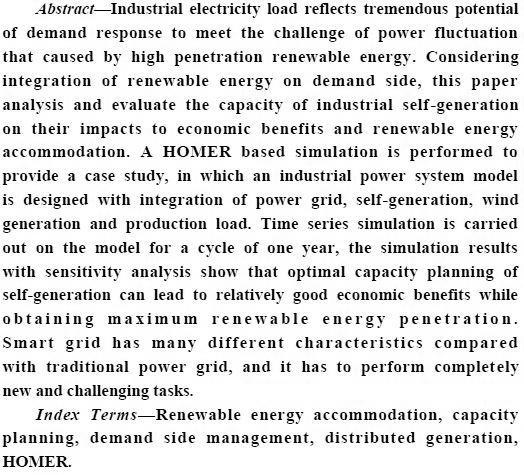 Abstract—Industrial electricity load reflects tremendous potential
of demand response to meet the challenge of power fluctuation
that caused by high penetration renewable energy. Considering
integration of renewable energy on demand side, this paper
analysis and evaluate the capacity of industrial self-generation
on their impacts to economic benefits and renewable energy
accommodation. A HOMER based simulation is performed to
provide a case study, in which an industrial power system model
is designed with integration of power grid, self-generation, wind
generation and production load. Time series simulation is carried
out on the model for a cycle of one year, the simulation results
with sensitivity analysis show that optimal capacity planning of
self-generation can lead to relatively good economic benefits while
obtaining maximum renewable energy penetration.
Smart grid has many different characteristics compared
with traditional power grid, and it has to perform completely
new and challenging tasks.
Index Terms—Renewable energy accommodation, capacity
planning, demand side management, distributed generation,
HOMER.